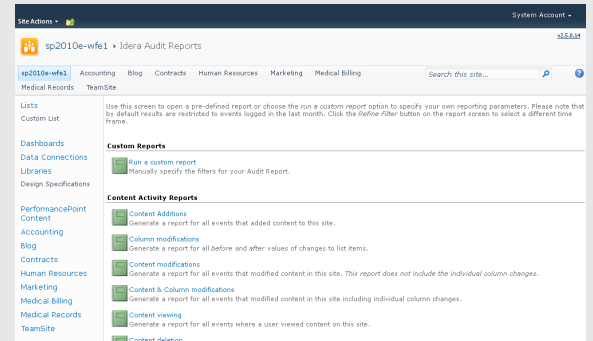 System Account
Site Actions
v2.5.0.14
sp2010e-wfe1 ▸ Idera Audit Reports
sp2010e-wfe1 Accounting Blog Contracts Human Resources Marketing Medical Billing Search this site...
Medical Records TeamSite
Lists
Custom List
Dashboards
Data Connections
Libraries
Design Specifications
PerformancePoint
Content
Accounting
Blog
Contracts
Human Resources
Marketing
Medical Billing
Medical Records
TeamSite
Use this screen to open a pre-defined report or choose the run a custom report option to specify your own reporting parameters. Please note that
by default results are restricted to events logged in the last month. Click the Refine Filter button on the report screen to select a different time
frame.
Custom Reports
Run a custom report
Manually specify the filters for your Audit Report.
Content Activity Reports
Content Additions
Generate a report for all events that added content to this site.
Column modifications
Generate a report for all before and after values of changes to list items.
Content modifications
Generate a report for all events that modified content in this site. This report does not include the individual column changes.
Content & Column modifications
Generate a report for all events that modified content in this site including individual column changes.
Content viewing
Generate a report for all events where a user viewed content on this site.
Content deletion